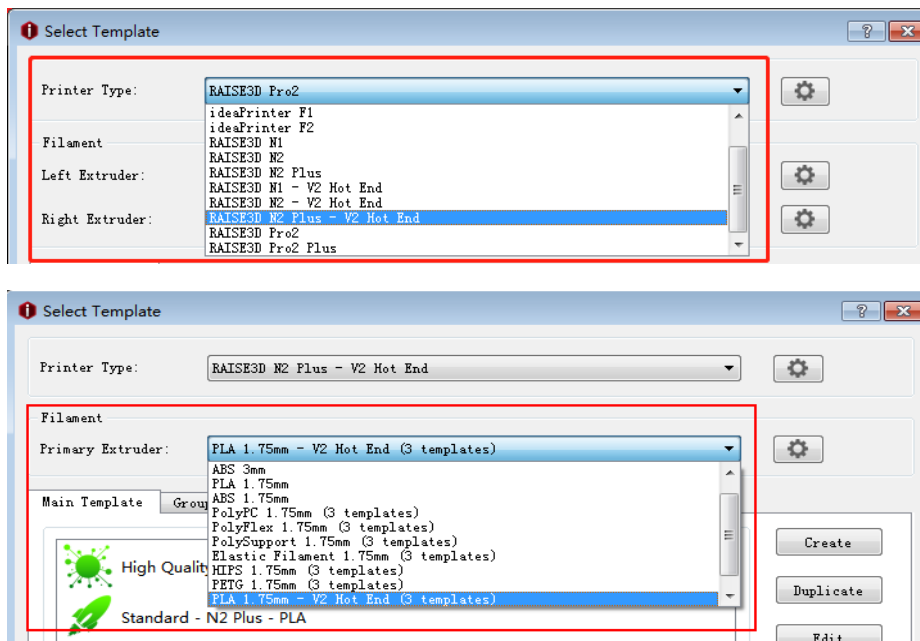 Select Template
Printer Type: RAISE3D Pro2
ideaPrinter F1
ideaPrinter F2
Filament
RAISE3D N1
RAISE3D N2
Left Extruder:
RAISE3D N2 Plus
RAISE3D N1 - V2 Hot End
RAISE3D N2 - V2 Hot End
Right Extruder:
RAISE3D N2 Plus - V2 Hot End
RAISE3D Pro2
RAISE3D Pro2 Plus
Select Template
Printer Type: RAISE3D N2 Plus - V2 Hot End
Filament
Primary Extruder: PLA 1.75mm - V2 Hot End (3 templates)
ABS 3mm
PLA 1.75mm
Main Template Group
ABS 1.75mm
PolyPC 1.75mm (3 templates)
PolyFlex 1.75mm (3 templates)
PolySupport 1.75mm (3 templates)
Elastic Filament 1.75mm (3 templates)
HIPS 1.75mm (3 templates)
PETG 1.75mm (3 templates)
PLA 1.75mm - V2 Hot End (3 templates)
High Quality
Standard - N2 Plus - PLA
Create
Duplicate
Edit